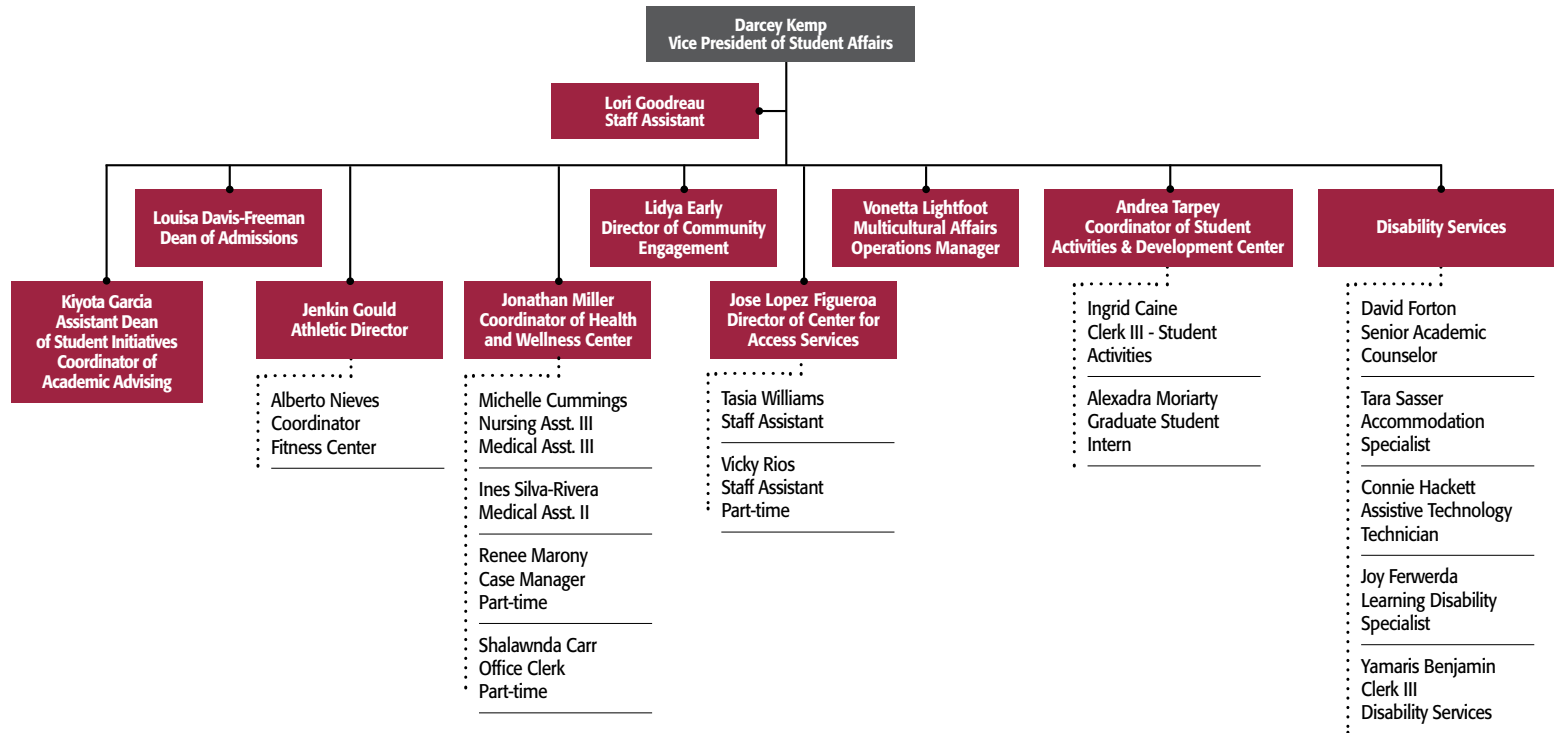 Darcey Kemp
Vice President of Student Affairs
Lori Goodreau
Staff Assistant
Louisa Davis-Freeman
Dean of Admissions
Lidya Early
Director of Community
Engagement
Vonetta Lightfoot
Multicultural Affairs
Operations Manager
Andrea Tarpey
Coordinator of Student
Activities & Development Center
Disability Services
Kiyota Garcia
Assistant Dean
of Student Initiatives
Coordinator of
Academic Advising
Jenkin Gould
Athletic Director
Jonathan Miller
Coordinator of Health
and Wellness Center
Jose Lopez Figueroa
Director of Center for
Access Services
Alberto Nieves
Coordinator
Fitness Center
Michelle Cummings
Nursing Asst. III
Medical Asst. III
Ines Silva-Rivera
Medical Asst. II
Renee Marony
Case Manager
Part-time
Shalawnda Carr
Office Clerk
Part-time
Tasia Williams
Staff Assistant
Vicky Rios
Staff Assistant
Part-time
Ingrid Caine
Clerk III - Student
Activities
Alexadra Moriarty
Graduate Student
Intern
David Forton
Senior Academic
Counselor
Tara Sasser
Accommodation
Specialist
Connie Hackett
Assistive Technology
Technician
Joy Ferwerda
Learning Disability
Specialist
Yamaris Benjamin
Clerk III
Disability Services